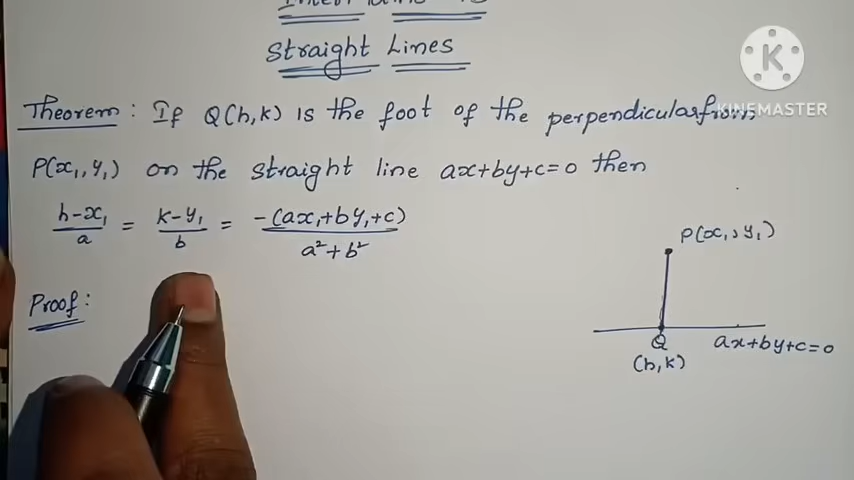 Straight Lines
K
KINEMASTER
Theorem : If Q(h,k) is the foot of the perpendicular from
P(x₁,y₁) on the straight line ax+by+c=0 then
h-x₁/a = k-y₁/b = -(ax₁+by₁+c)/a²+b²
P(x₁,y₁)
Proof:
Q
(h,k)
ax+by+c=0